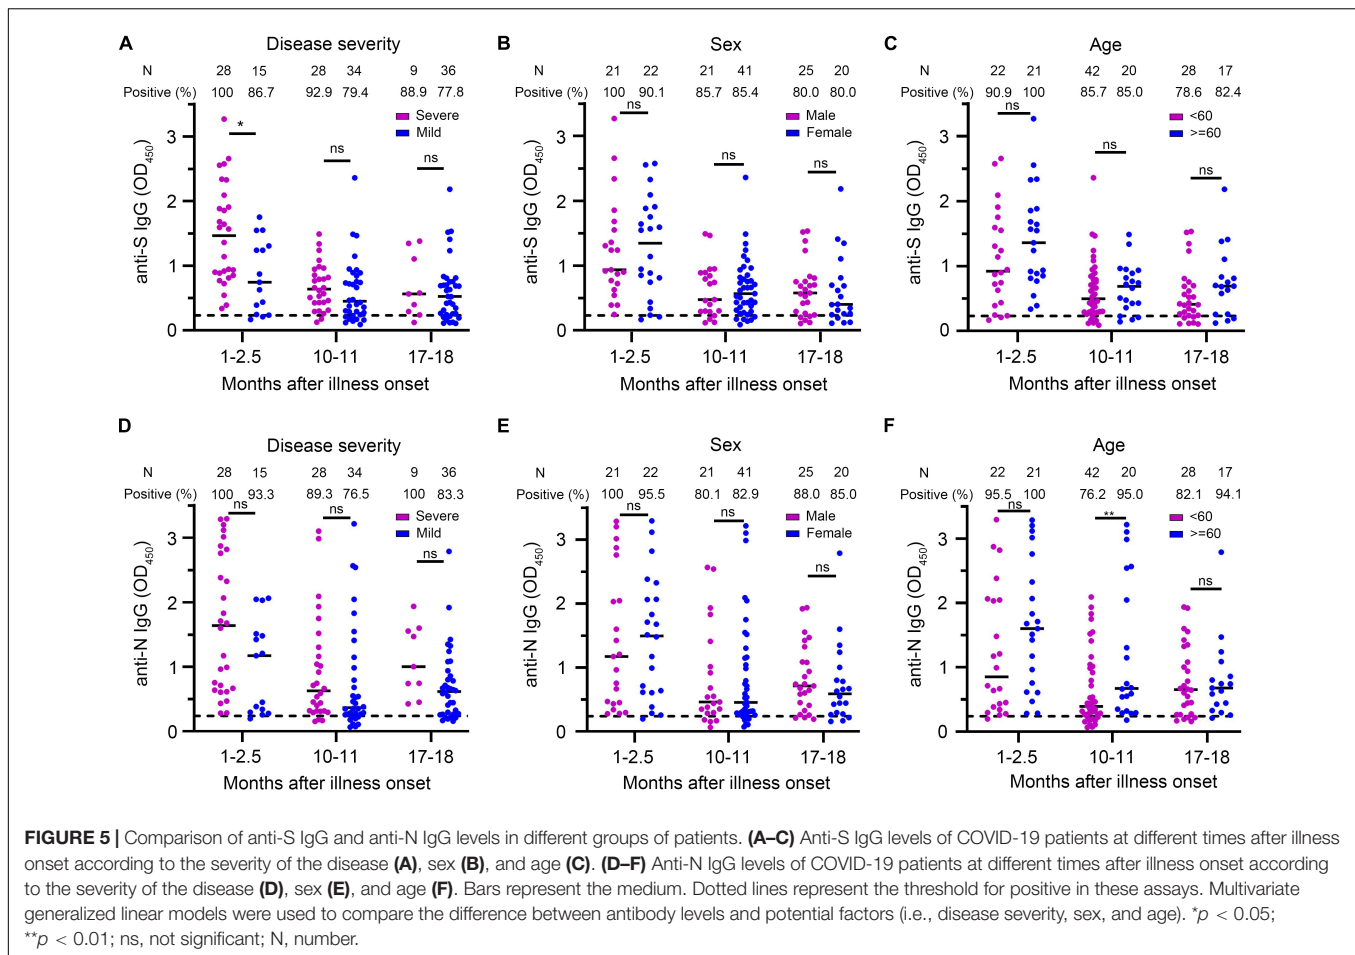 A Disease severity
N 28 15 28 34 9 36
Positive (%) 100 86.7 92.9 79.4 88.9 77.8
Severe
Mild
* ns ns
anti-S IgG (OD450)
3
2
1
0
1-2.5 10-11 17-18
Months after illness onset
B Sex
N 21 22 21 41 25 20
100 90.1 85.7 85.4 80.0 80.0
Male
Female
ns ns ns
anti-S IgG (OD450)
3
2
1
0
1-2.5 10-11 17-18
Months after illness onset
C Age
N 22 21 42 20 28 17
Positive (%) 90.9 100 85.7 85.0 78.6 82.4
<60
>=60
ns ns ns
anti-S IgG (OD450)
3
2
1
0
1-2.5 10-11 17-18
Months after illness onset
D Disease severity
N 28 15 28 34 9 36
Positive (%) 100 93.3 89.3 76.5 100 83.3
Severe
Mild
ns ns ns
anti-N IgG (OD450)
3
2
1
0
1-2.5 10-11 17-18
Months after illness onset
E Sex
N 21 22 21 41 25 20
Positive (%) 100 95.5 80.1 82.9 88.0 85.0
Male
Female
ns ns ns
anti-N IgG (OD450)
3
2
1
0
1-2.5 10-11 17-18
Months after illness onset
F Age
N 22 21 42 20 28 17
Positive (%) 95.5 100 76.2 95.0 82.1 94.1
<60
>=60
ns ** ns
anti-N IgG (OD450)
3
2
1
0
1-2.5 10-11 17-18
Months after illness onset
FIGURE 5 | Comparison of anti-S IgG and anti-N IgG levels in different groups of patients. (A–C) Anti-S IgG levels of COVID-19 patients at different times after illness
onset according to the severity of the disease (A), sex (B), and age (C). (D–F) Anti-N IgG levels of COVID-19 patients at different times after illness onset according
to the severity of the disease (D), sex (E), and age (F). Bars represent the medium. Dotted lines represent the threshold for positive in these assays. Multivariate
generalized linear models were used to compare the difference between antibody levels and potential factors (i.e., disease severity, sex, and age). *p < 0.05;
**p < 0.01; ns, not significant; N, number.